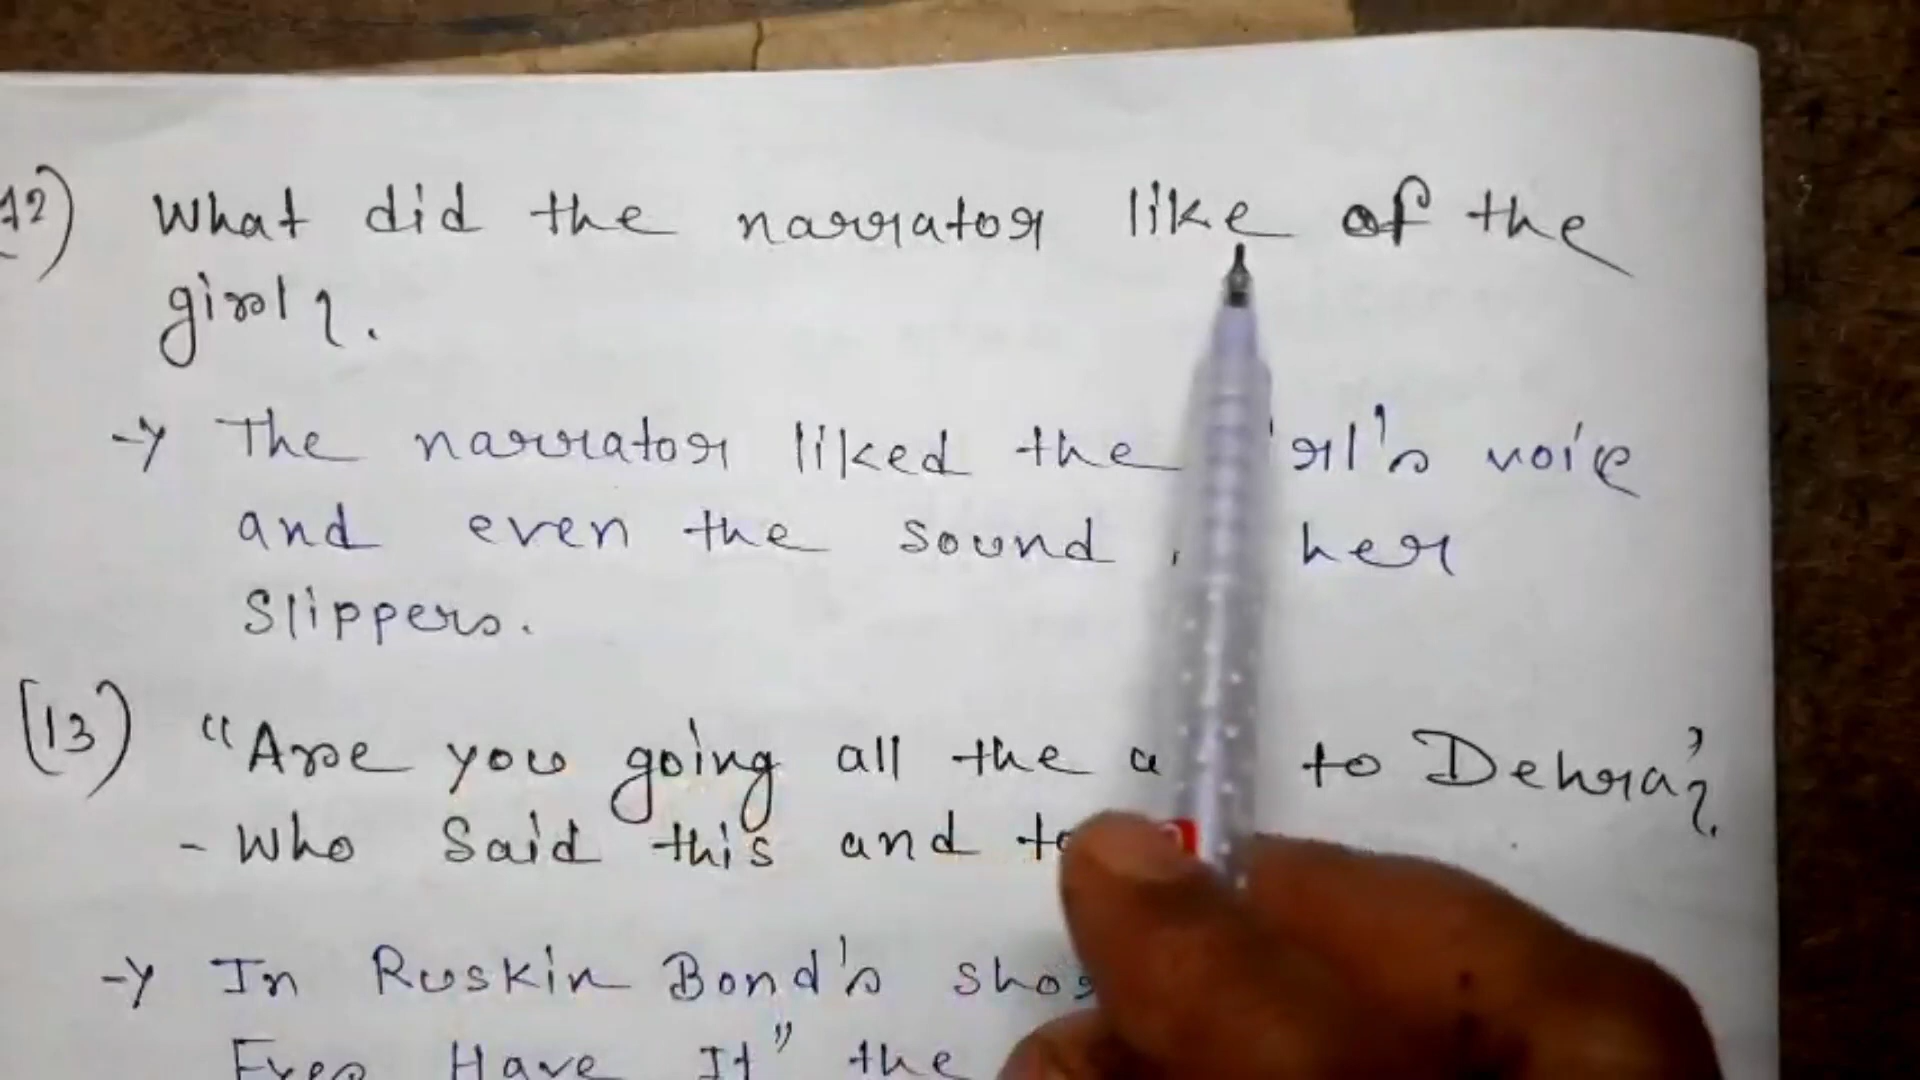 12) What did the narrator like of the
girl?.
→ The narrator liked the voice
and even the sound her
slippers.
(13) "Are you going all the to Dehra"?.
- Who said this and
→ In Ruskin Bond's
Eyes Have It" the